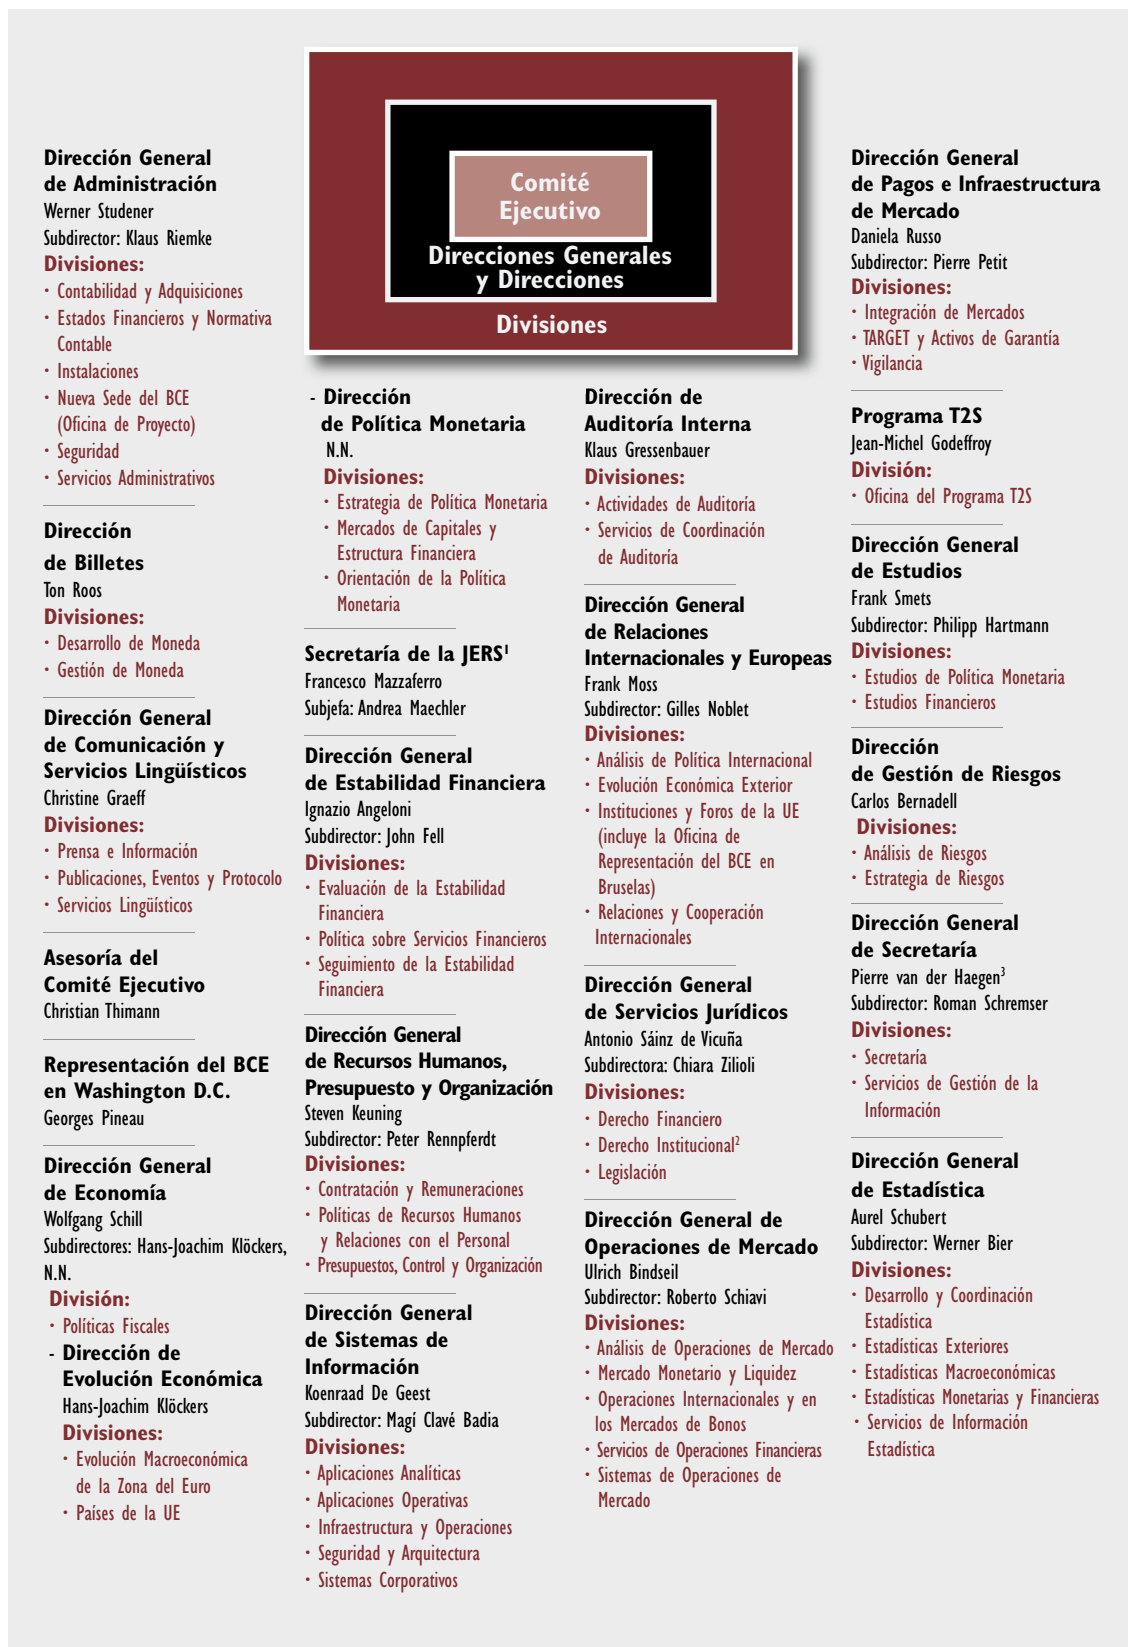 Comité
Ejecutivo
Direcciones Generales
y Direcciones
Divisiones
Dirección General
de Administración
Werner Studener
Subdirector: Klaus Riemke
Divisiones:
· Contabilidad y Adquisiciones
· Estados Financieros y Normativa
Contable
· Instalaciones
· Nueva Sede del BCE
(Oficina de Proyecto)
· Seguridad
· Servicios Administrativos
Dirección
de Billetes
Ton Roos
Divisiones:
· Desarrollo de Moneda
· Gestión de Moneda
Dirección General
de Comunicación y
Servicios Lingüísticos
Christine Graeff
Divisiones:
· Prensa e Información
· Publicaciones, Eventos y Protocolo
· Servicios Lingüísticos
Asesoría del
Comité Ejecutivo
Christian Thimann
Representación del BCE
en Washington D.C.
Georges Pineau
Dirección General
de Economía
Wolfgang Schill
Subdirectores: Hans-Joachim Klöckers,
N.N.
División:
· Políticas Fiscales
- Dirección de
Evolución Económica
Hans-Joachim Klöckers
Divisiones:
· Evolución Macroeconómica
de la Zona del Euro
· Países de la UE
- Dirección
de Política Monetaria
N.N.
Divisiones:
· Estrategia de Política Monetaria
· Mercados de Capitales y
Estructura Financiera
· Orientación de la Política
Monetaria
Secretaría de la JERS¹
Francesco Mazzaferro
Subjefa: Andrea Maechler
Dirección General
de Estabilidad Financiera
Ignazio Angeloni
Subdirector: John Fell
Divisiones:
· Evaluación de la Estabilidad
Financiera
· Política sobre Servicios Financieros
· Seguimiento de la Estabilidad
Financiera
Dirección General
de Recursos Humanos,
Presupuesto y Organización
Steven Keuning
Subdirector: Peter Rennpferdt
Divisiones:
· Contratación y Remuneraciones
· Políticas de Recursos Humanos
y Relaciones con el Personal
· Presupuestos, Control y Organización
Dirección General
de Sistemas de
Información
Koenraad De Geest
Subdirector: Magí Clavé Badia
Divisiones:
· Aplicaciones Analíticas
· Aplicaciones Operativas
· Infraestructura y Operaciones
· Seguridad y Arquitectura
· Sistemas Corporativos
Dirección de
Auditoría Interna
Klaus Gressenbauer
Divisiones:
· Actividades de Auditoría
· Servicios de Coordinación
de Auditoría
Dirección General
de Relaciones
Internacionales y Europeas
Frank Moss
Subdirector: Gilles Noblet
Divisiones:
· Análisis de Política Internacional
· Evolución Económica Exterior
· Instituciones y Foros de la UE
(incluye la Oficina de
Representación del BCE en
Bruselas)
· Relaciones y Cooperación
Internacionales
Dirección General
de Servicios Jurídicos
Antonio Sáinz de Vicuña
Subdirectora: Chiara Zilioli
Divisiones:
· Derecho Financiero
· Derecho Institucional²
· Legislación
Dirección General de
Operaciones de Mercado
Ulrich Bindseil
Subdirector: Roberto Schiavi
Divisiones:
· Análisis de Operaciones de Mercado
· Mercado Monetario y Liquidez
· Operaciones Internacionales y en
los Mercados de Bonos
· Servicios de Operaciones Financieras
· Sistemas de Operaciones de
Mercado
Dirección General
de Pagos e Infraestructura
de Mercado
Daniela Russo
Subdirector: Pierre Petit
Divisiones:
· Integración de Mercados
· TARGET y Activos de Garantía
· Vigilancia
Programa T2S
Jean-Michel Godeffroy
División:
· Oficina del Programa T2S
Dirección General
de Estudios
Frank Smets
Subdirector: Philipp Hartmann
Divisiones:
· Estudios de Política Monetaria
· Estudios Financieros
Dirección
de Gestión de Riesgos
Carlos Bernadell
Divisiones:
· Análisis de Riesgos
· Estrategia de Riesgos
Dirección General
de Secretaría
Pierre van der Haegen³
Subdirector: Roman Schremser
Divisiones:
· Secretaría
· Servicios de Gestión de la
Información
Dirección General
de Estadística
Aurel Schubert
Subdirector: Werner Bier
Divisiones:
· Desarrollo y Coordinación
Estadística
· Estadísticas Exteriores
· Estadísticas Macroeconómicas
· Estadísticas Monetarias y Financieras
· Servicios de Información
Estadística